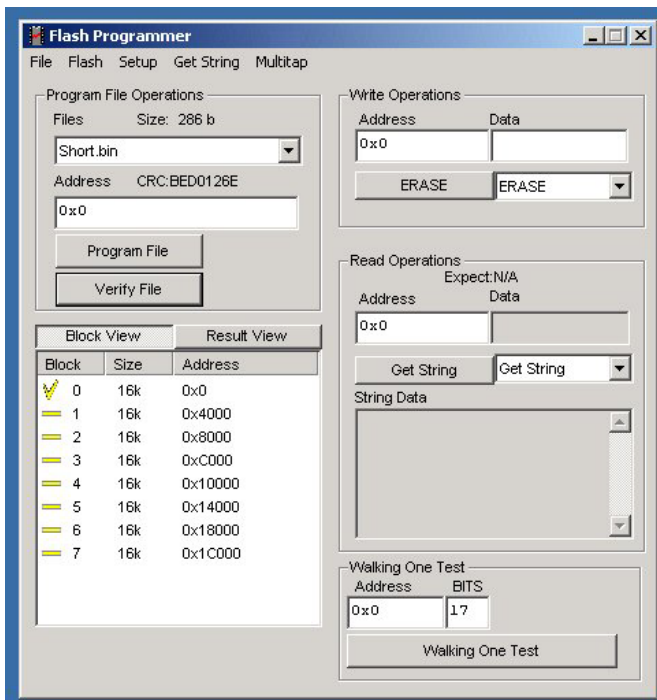 Flash Programmer
File Flash Setup Get String Multitap
Program File Operations
Files Size: 286 b
Short.bin
Address CRC:BED0126E
0x0
Program File
Verify File
Block View Result View
Block Size Address
0 16k 0x0
1 16k 0x4000
2 16k 0x8000
3 16k 0xC000
4 16k 0x10000
5 16k 0x14000
6 16k 0x18000
7 16k 0x1C000
Write Operations
Address Data
0x0
ERASE ERASE
Read Operations
Expect:N/A
Address Data
0x0
Get String Get String
String Data
Walking One Test
Address BITS
0x0 17
Walking One Test